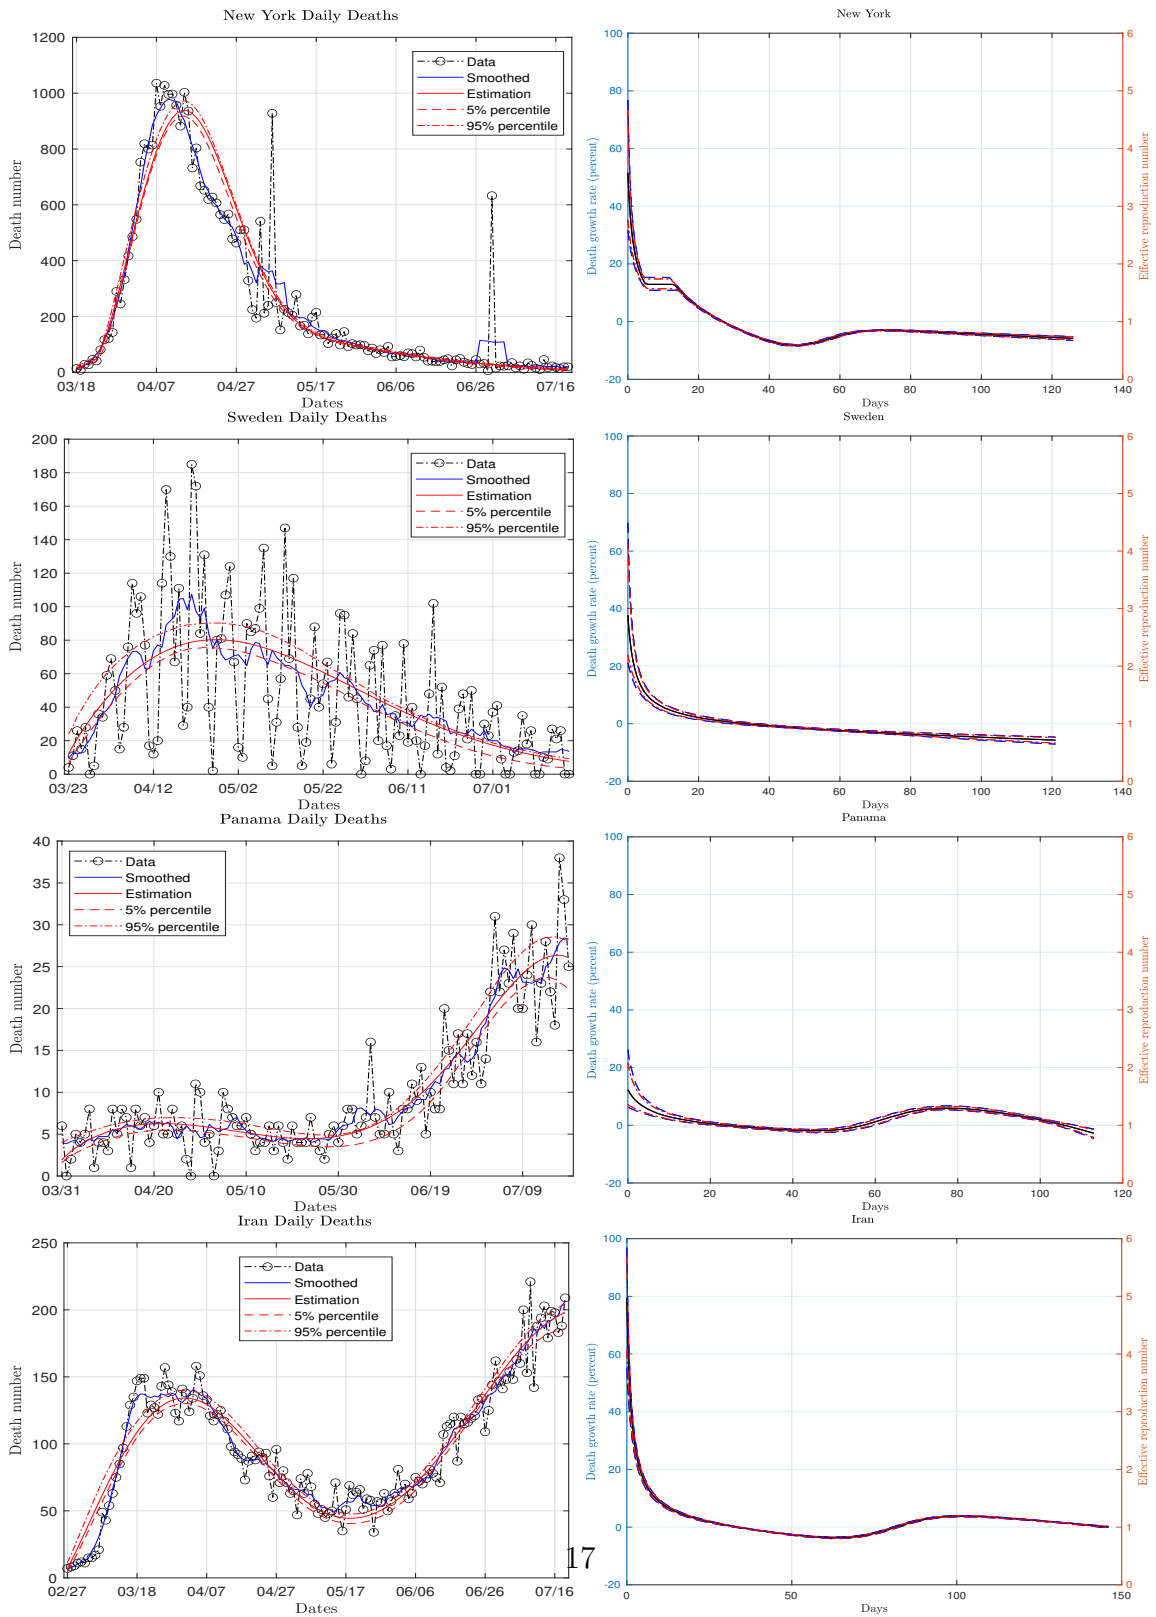 New York Daily Deaths
1200
1000
800
600
400
200
0
Death number
03/18 04/07 04/27 05/17 06/06 06/26 07/16
Dates
Data
Smoothed
Estimation
5% percentile
95% percentile
New York
100
80
60
40
20
0
-20
Death growth rate (percent)
6
5
4
3
2
1
0
Effective reproduction number
0 20 40 60 80 100 120 140
Days
Sweden Daily Deaths
200
180
160
140
120
100
80
60
40
20
0
Death number
03/23 04/12 05/02 05/22 06/11 07/01
Dates
Data
Smoothed
Estimation
5% percentile
95% percentile
Sweden
100
80
60
40
20
0
-20
Death growth rate (percent)
6
5
4
3
2
1
0
Effective reproduction number
0 20 40 60 80 100 120 140
Days
Panama Daily Deaths
40
35
30
25
20
15
10
5
0
Death number
03/31 04/20 05/10 05/30 06/19 07/09
Dates
Data
Smoothed
Estimation
5% percentile
95% percentile
Panama
100
80
60
40
20
0
-20
Death growth rate (percent)
6
5
4
3
2
1
0
Effective reproduction number
0 20 40 60 80 100 120
Days
Iran Daily Deaths
250
200
150
100
50
0
Death number
02/27 03/18 04/07 04/27 05/17 06/06 06/26 07/16
Dates
Data
Smoothed
Estimation
5% percentile
95% percentile
Iran
100
80
60
40
20
0
-20
Death growth rate (percent)
6
5
4
3
2
1
0
Effective reproduction number
0 50 100 150
Days
17